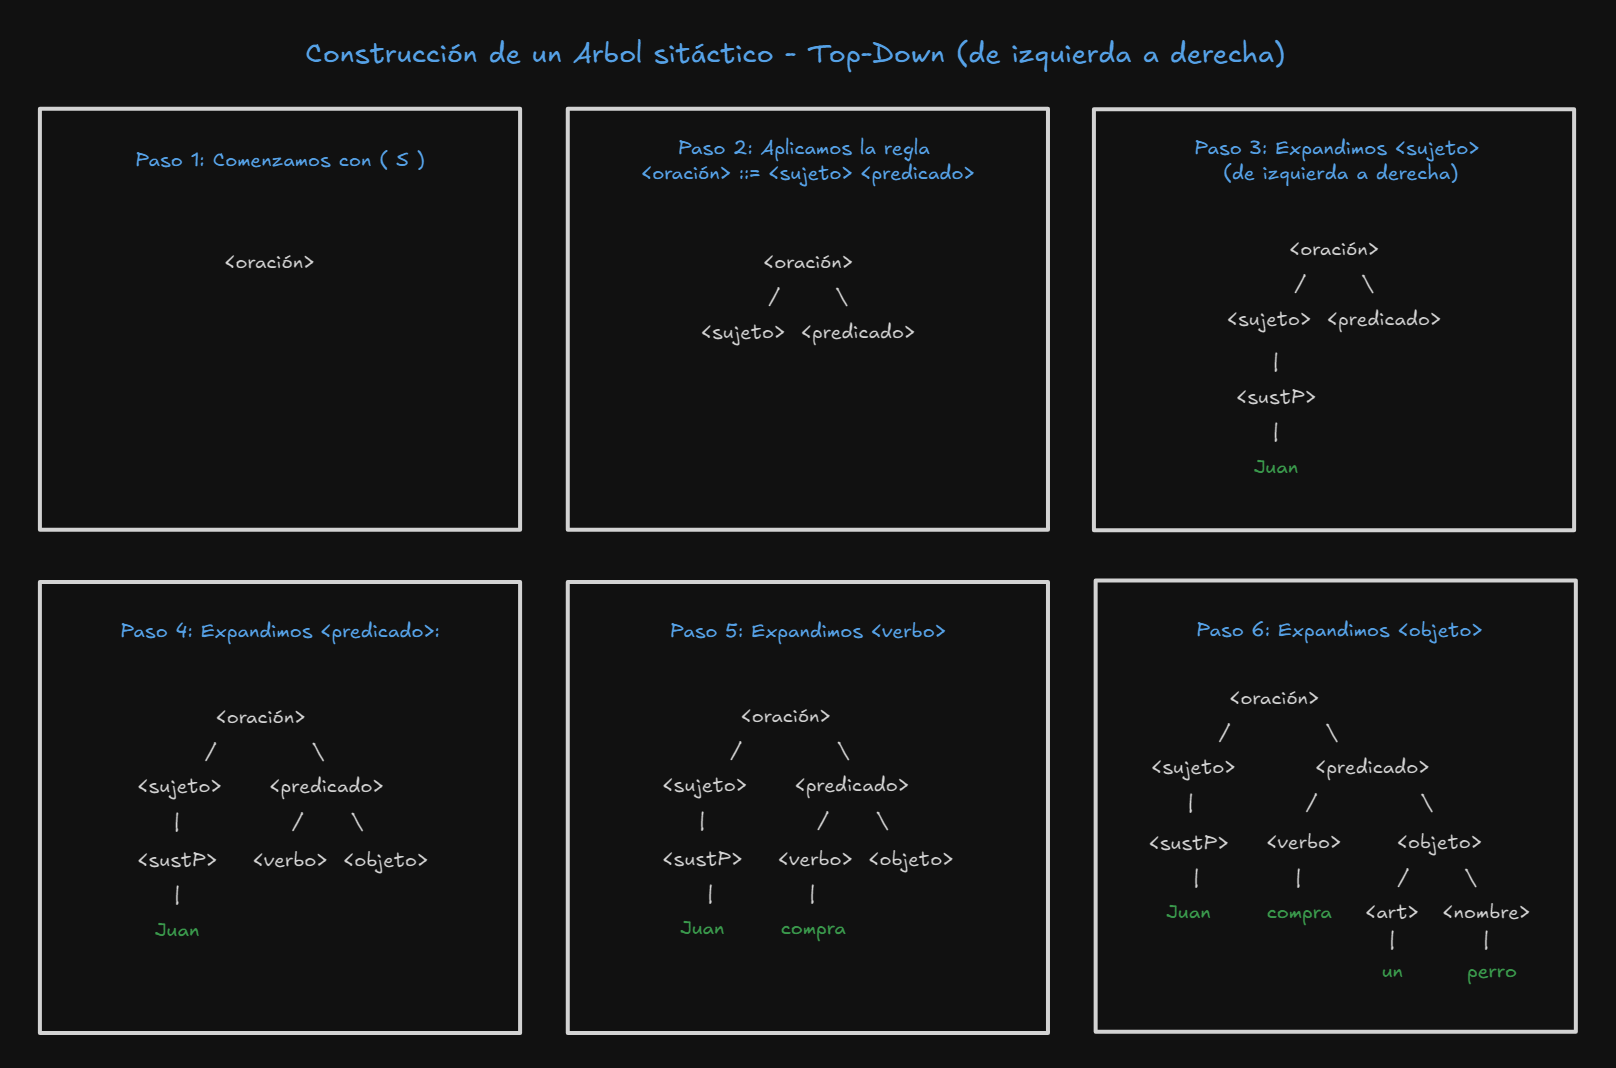 Construcción de un Arbol sitáctico - Top-Down (de izquierda a derecha)
Paso 1: Comenzamos con ( S )
<oración>
Paso 2: Aplicamos la regla
<oración> ::= <sujeto> <predicado>
<oración>
/ \
<sujeto> <predicado>
Paso 3: Expandimos <sujeto>
(de izquierda a derecha)
<oración>
/ \
<sujeto> <predicado>
|
<sustP>
|
Juan
Paso 4: Expandimos <predicado>:
<oración>
/ \
<sujeto> <predicado>
| / \
<sustP> <verbo> <objeto>
|
Juan
Paso 5: Expandimos <verbo>
<oración>
/ \
<sujeto> <predicado>
| / \
<sustP> <verbo> <objeto>
| |
Juan compra
Paso 6: Expandimos <objeto>
<oración>
/ \
<sujeto> <predicado>
| / \
<sustP> <verbo> <objeto>
| | / \
Juan compra <art> <nombre>
| |
un perro